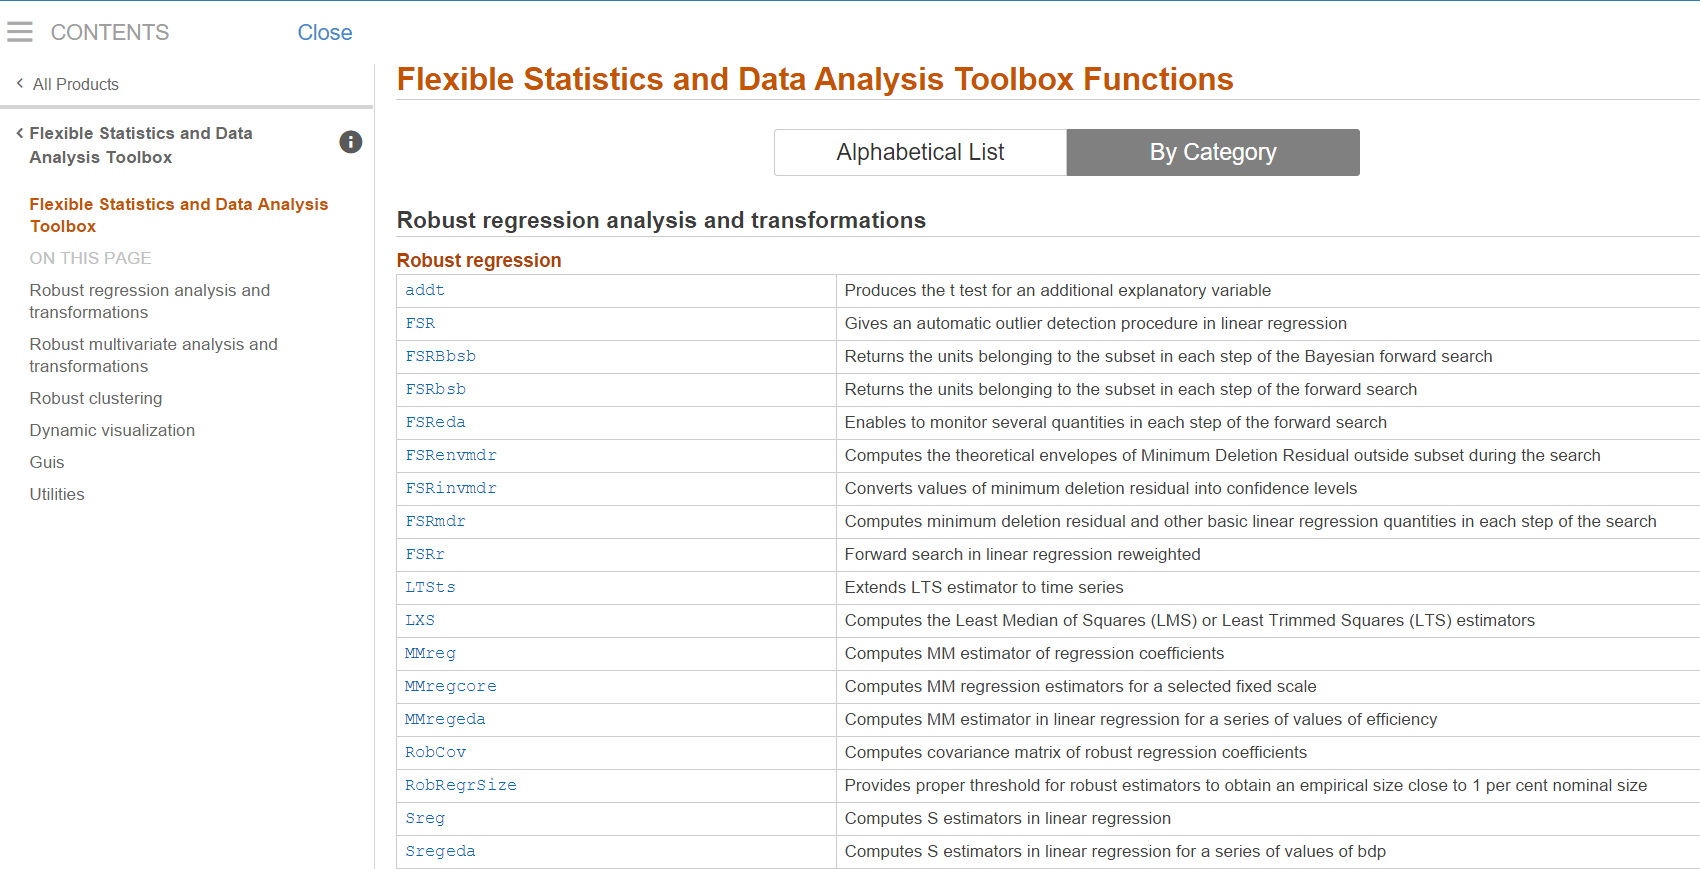 CONTENTS
Close
All Products
Flexible Statistics and Data
Analysis Toolbox
Flexible Statistics and Data Analysis
Toolbox
ON THIS PAGE
Robust regression analysis and
transformations
Robust multivariate analysis and
transformations
Robust clustering
Dynamic visualization
Guis
Utilities
Flexible Statistics and Data Analysis Toolbox Functions
Alphabetical List
By Category
Robust regression analysis and transformations
Robust regression
addt Produces the t test for an additional explanatory variable
FSR Gives an automatic outlier detection procedure in linear regression
FSRBbsb Returns the units belonging to the subset in each step of the Bayesian forward search
FSRbsb Returns the units belonging to the subset in each step of the forward search
FSReda Enables to monitor several quantities in each step of the forward search
FSRenvmdr Computes the theoretical envelopes of Minimum Deletion Residual outside subset during the search
FSRinvmdr Converts values of minimum deletion residual into confidence levels
FSRmdr Computes minimum deletion residual and other basic linear regression quantities in each step of the search
FSRr Forward search in linear regression reweighted
LTSts Extends LTS estimator to time series
LXS Computes the Least Median of Squares (LMS) or Least Trimmed Squares (LTS) estimators
MMreg Computes MM estimator of regression coefficients
MMregcore Computes MM regression estimators for a selected fixed scale
MMregeda Computes MM estimator in linear regression for a series of values of efficiency
RobCov Computes covariance matrix of robust regression coefficients
RobRegrSize Provides proper threshold for robust estimators to obtain an empirical size close to 1 per cent nominal size
Sreg Computes S estimators in linear regression
Sregeda Computes S estimators in linear regression for a series of values of bdp